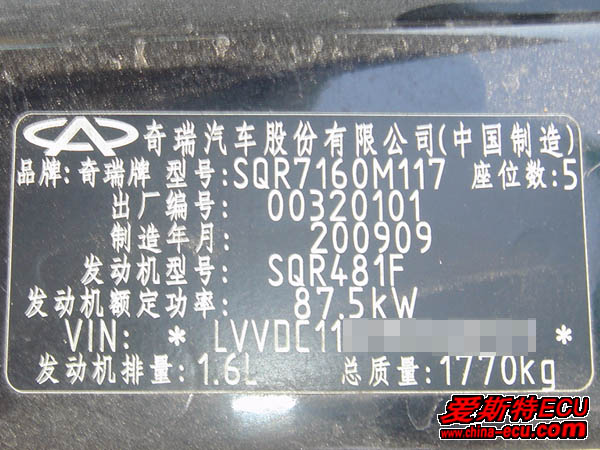 奇瑞汽车股份有限公司(中国制造)
品牌:奇瑞牌 型号:SQR7160M117 座位数:5
出厂编号: 00320101
制造年月: 200909
发动机型号: SQR481F
发动机额定功率: 87.5kW
VIN: * LVVDC11 *
发动机排量:1.6L 总质量:1770kg
爱斯特ECU
www.china-ecu.com